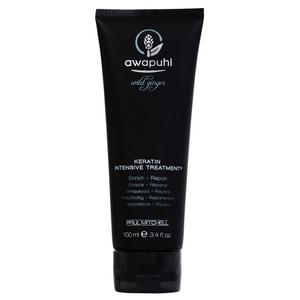 awapuhi
wild ginger
KERATIN
INTENSIVE TREATMENT®
Enrich • Repair
PAUL MITCHELL
100 ml ℮ 3.4 fl. oz.